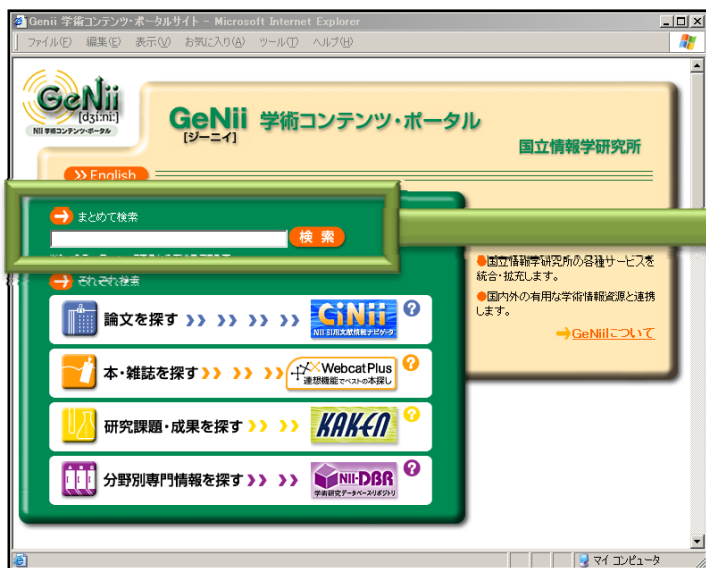 Genii 学術コンテンツ・ポータルサイト - Microsoft Internet Explorer
ファイル(F) 編集(E) 表示(V) お気に入り(A) ツール(T) ヘルプ(H)
GeNii
[dʒi:ni:]
NII 学術コンテンツ・ポータル
GeNii 学術コンテンツ・ポータル
[ジーニイ]
国立情報学研究所
English
まとめて検索
検索
それぞれ検索
論文を探す
CiNii
NII 引用文献情報ナビゲータ
?
本・雑誌を探す
Webcat Plus
連想機能でベストの本探し
?
研究課題・成果を探す
KAKEN
?
分野別専門情報を探す
NII-DBR
学術研究データベース・リポジトリ
?
●国立情報学研究所の各種サービスを
統合・拡充します。
●国内外の有用な学術情報資源と連携
します。
GeNiiについて
マイ コンピュータ